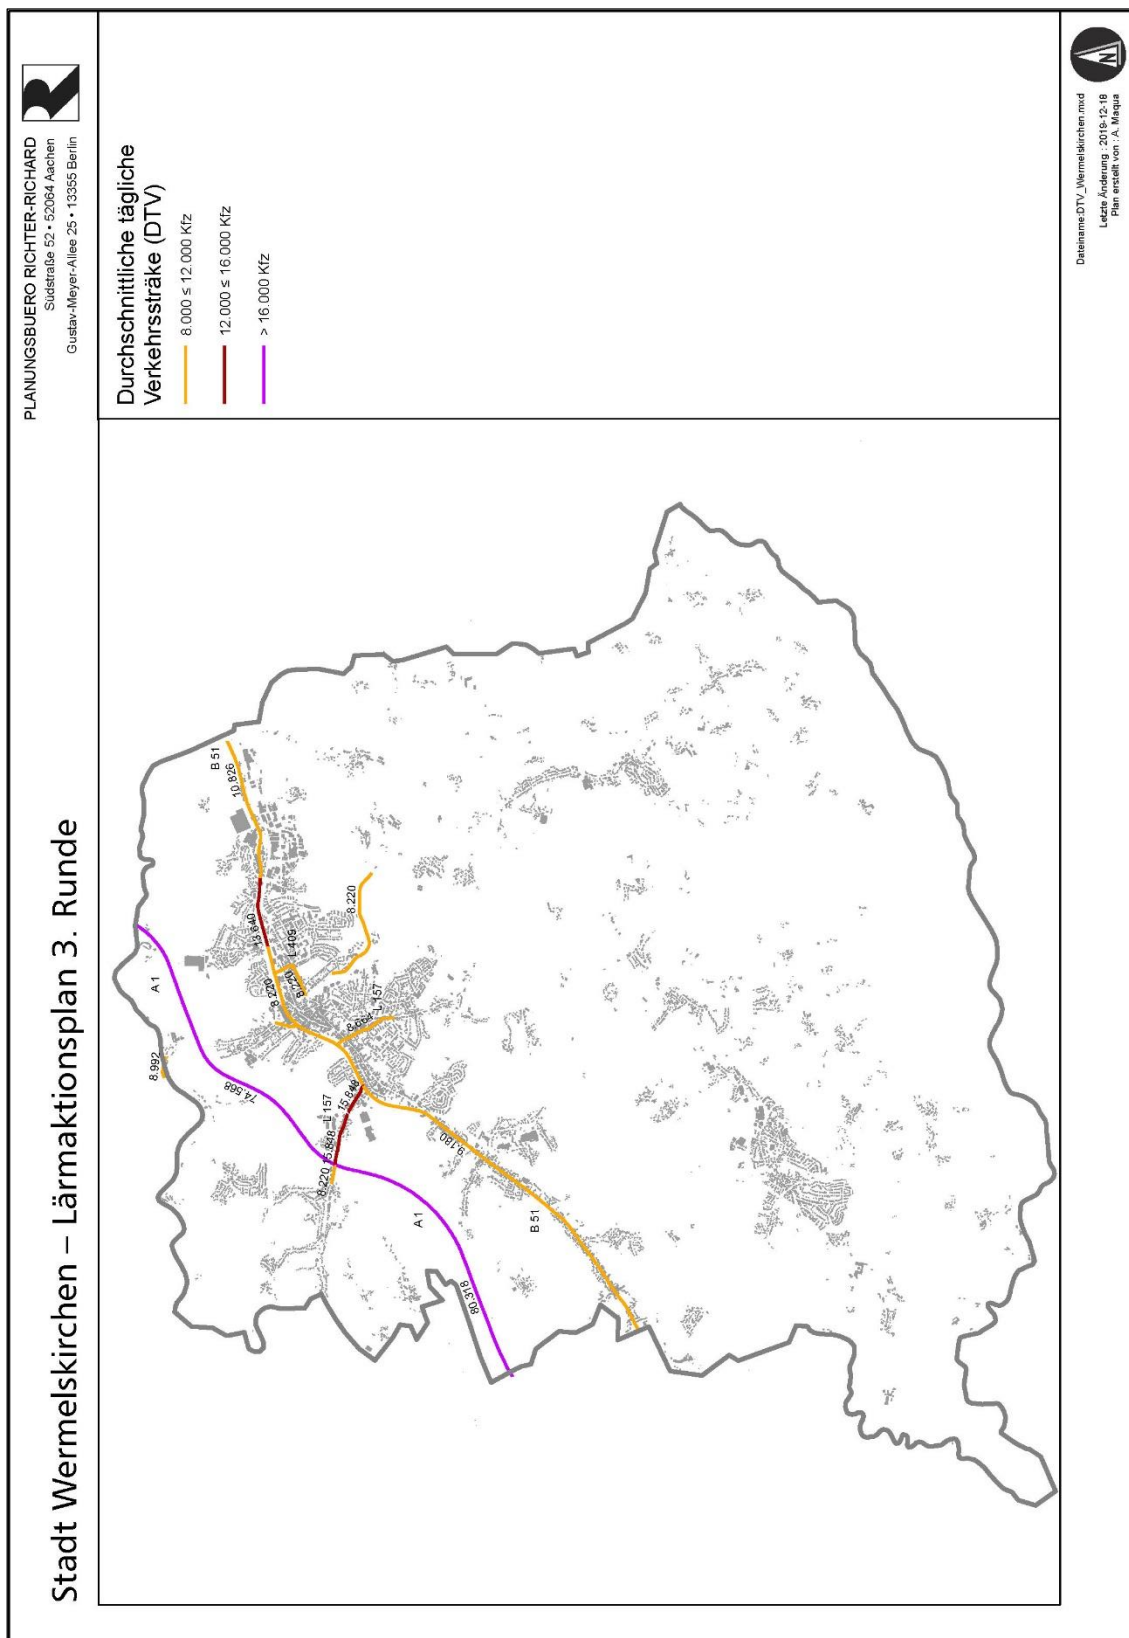 Stadt Wermelskirchen – Lärmaktionsplan 3. Runde
PLANUNGSBUERO RICHTER-RICHARD
Südstraße 52 • 52064 Aachen
Gustav-Meyer-Allee 25 • 13355 Berlin
Durchschnittliche tägliche
Verkehrssträke (DTV)
8.000 ≤ 12.000 Kfz
12.000 ≤ 16.000 Kfz
> 16.000 Kfz
A 1
8.992
74.568
B 51
10.826
13.640
8.220
L 409
8.220
8.220
8.664
L 157
L 157
15.848
15.848
8.220
A 1
9.180
B 51
80.318
N
Dateiname:DTV_Wermelskirchen.mxd
Letzte Änderung : 2019-12-18
Plan erstellt von : A. Maqua